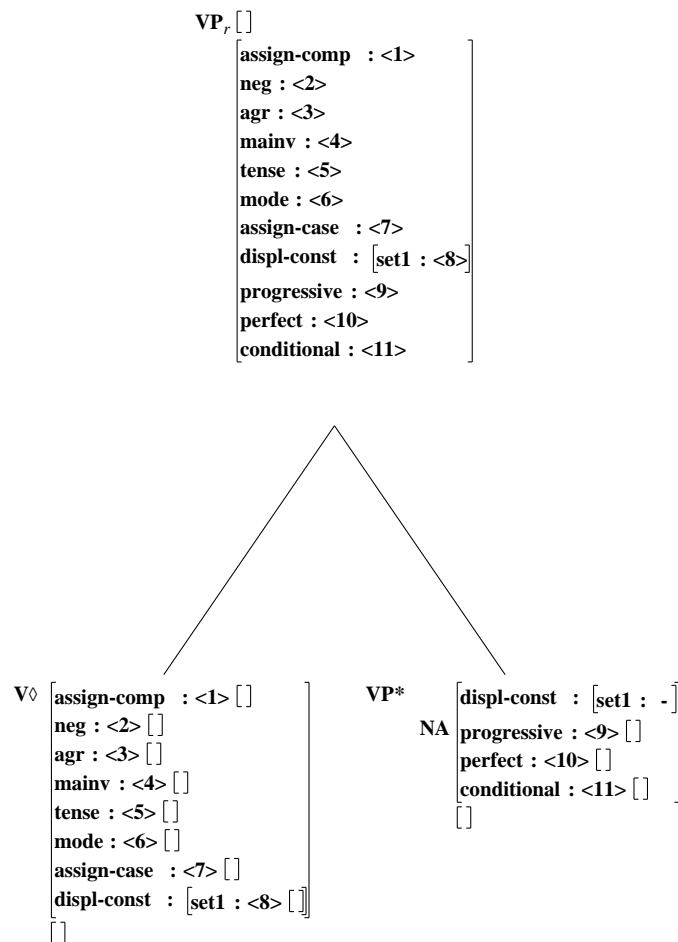 VPr []
assign-comp : <1>
neg : <2>
agr : <3>
mainv : <4>
tense : <5>
mode : <6>
assign-case : <7>
displ-const : [set1 : <8>]
progressive : <9>
perfect : <10>
conditional : <11>
V◊ assign-comp : <1> []
neg : <2> []
agr : <3> []
mainv : <4> []
tense : <5> []
mode : <6> []
assign-case : <7> []
displ-const : [set1 : <8> []]
[]
VP* displ-const : [set1 : -]
NA progressive : <9> []
perfect : <10> []
conditional : <11> []
[]